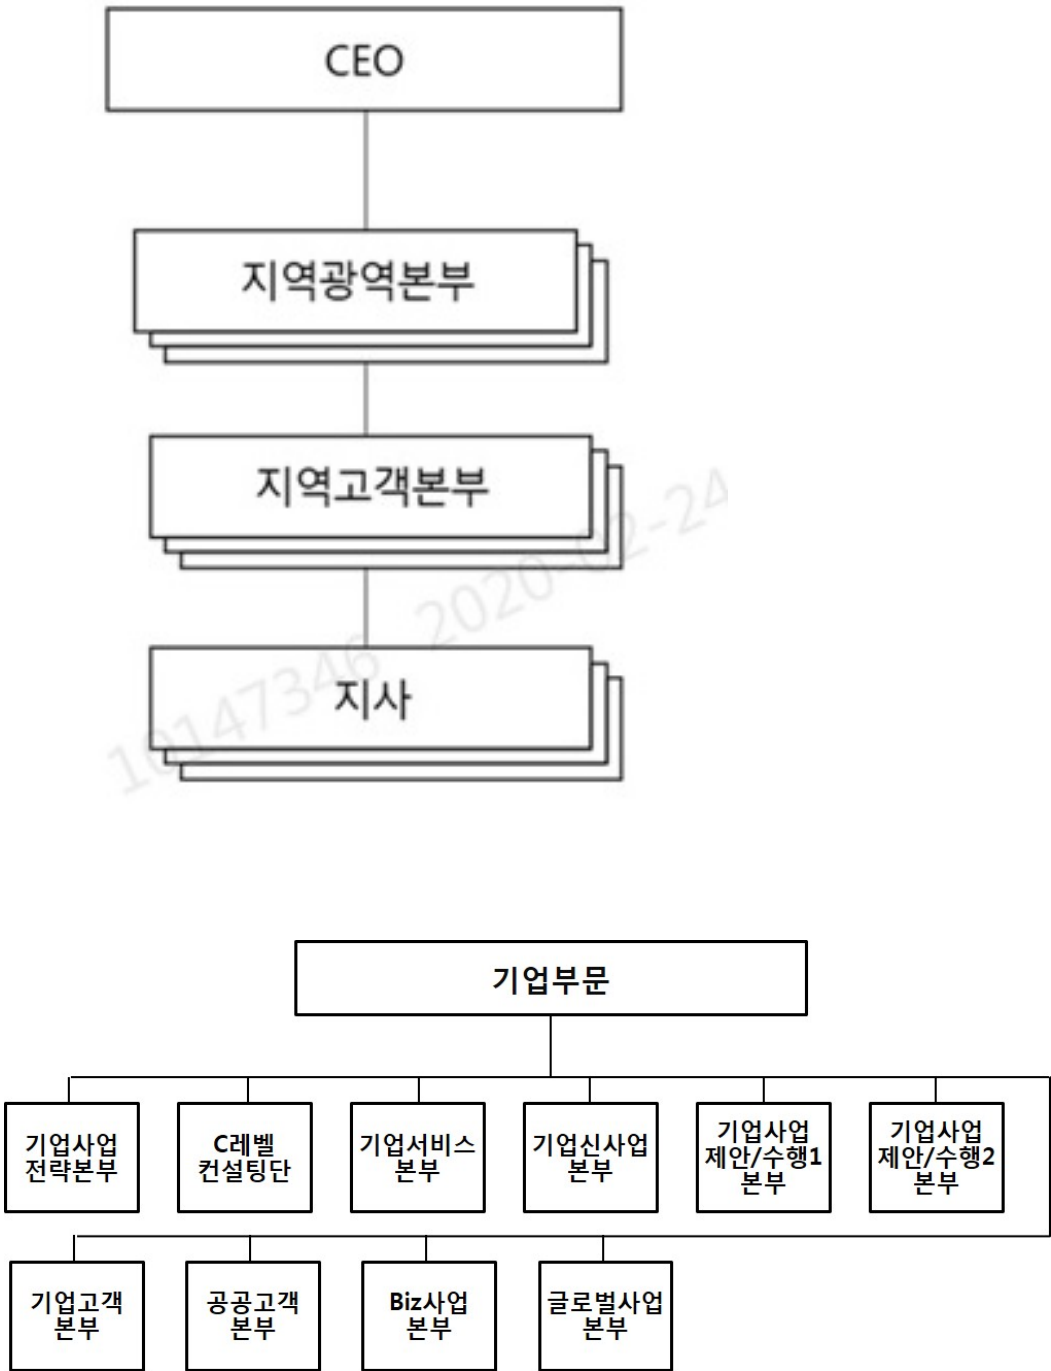 CEO
지역광역본부
지역고객본부
지사
10147346 2020-02-24
기업부문
기업사업
전략본부
C레벨
컨설팅단
기업서비스
본부
기업신사업
본부
기업사업
제안/수행1
본부
기업사업
제안/수행2
본부
기업고객
본부
공공고객
본부
Biz사업
본부
글로벌사업
본부